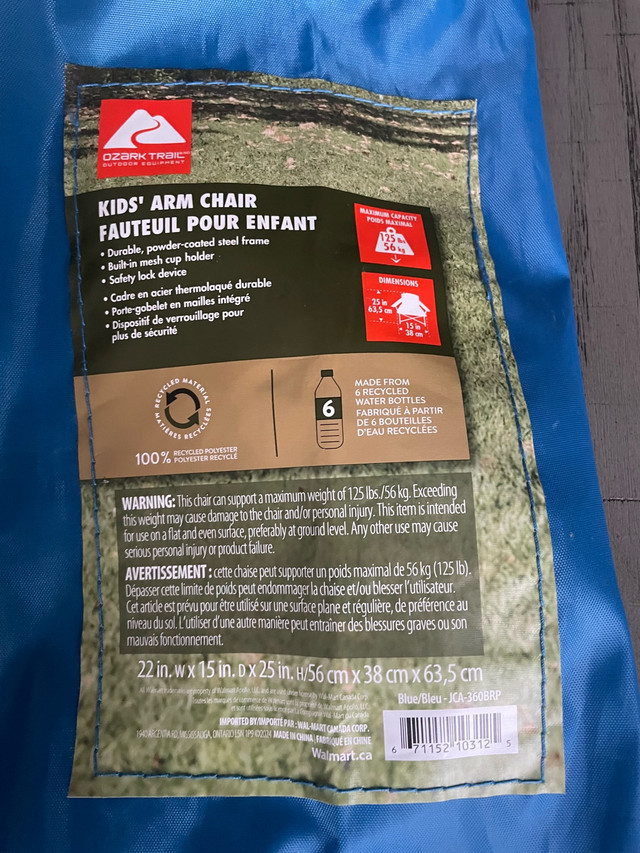 OZARK TRAIL
OUTDOOR EQUIPMENT
KIDS' ARM CHAIR
FAUTEUIL POUR ENFANT
• Durable, powder-coated steel frame
• Built-in mesh cup holder
• Safety lock device
• Cadre en acier thermolaqué durable
• Porte-gobelet en mailles intégré
• Dispositif de verrouillage pour
plus de sécurité
MAXIMUM CAPACITY
POIDS MAXIMAL
125 lbs
56 kg
DIMENSIONS
25 in
63,5 cm
15 in
38 cm
RECYCLED MATERIAL
MATIÈRES RECYCLÉES
100% RECYCLED POLYESTER
POLYESTER RECYCLÉ
6
MADE FROM
6 RECYCLED
WATER BOTTLES
FABRIQUÉ À PARTIR
DE 6 BOUTEILLES
D'EAU RECYCLÉES
WARNING: This chair can support a maximum weight of 125 lbs./56 kg. Exceeding
this weight may cause damage to the chair and/or personal injury. This item is intended
for use on a flat and even surface, preferably at ground level. Any other use may cause
serious personal injury or product failure.
AVERTISSEMENT : cette chaise peut supporter un poids maximal de 56 kg (125 lb).
Dépasser cette limite de poids peut endommager la chaise et/ou blesser l'utilisateur.
Cet article est prévu pour être utilisé sur une surface plane et régulière, de préférence au
niveau du sol. L'utiliser d'une autre manière peut entraîner des blessures graves ou son
mauvais fonctionnement.
22 in. W x 15 in. D x 25 in. H/56 cm x 38 cm x 63,5 cm
Blue/Bleu - JCA-360BRP
IMPORTED BY/IMPORTÉ PAR : WAL-MART CANADA CORP.
1940 ARGENTIA RD, MISSISSAUGA, ONTARIO L5N 1P9 ©2024 MADE IN CHINA / FABRIQUÉ EN CHINE
Walmart.ca
6 71152 10312 5